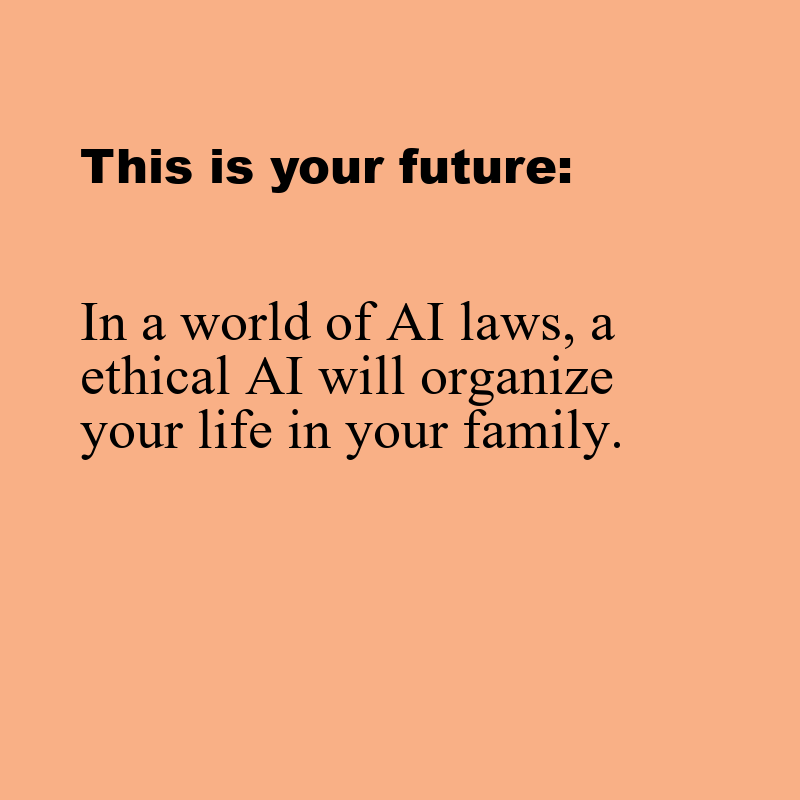 This is your future:
In a world of AI laws, a
ethical AI will organize
your life in your family.